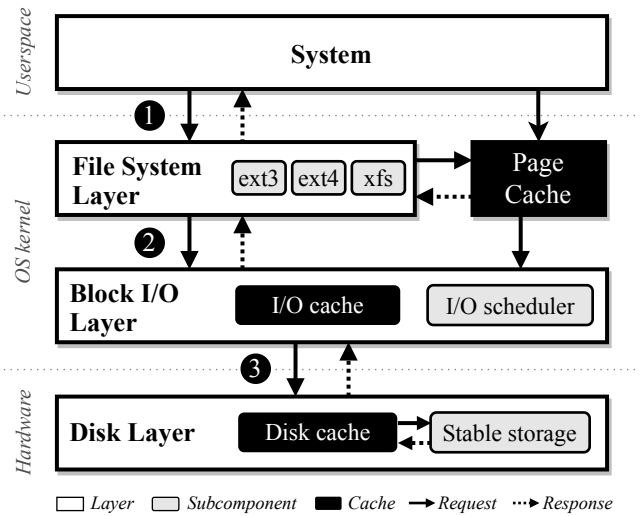 Userspace
System
1
File System
Layer
ext3
ext4
xfs
Page
Cache
OS kernel
2
Block I/O
Layer
I/O cache
I/O scheduler
3
Hardware
Disk Layer
Disk cache
Stable storage
Layer
Subcomponent
Cache
Request
Response